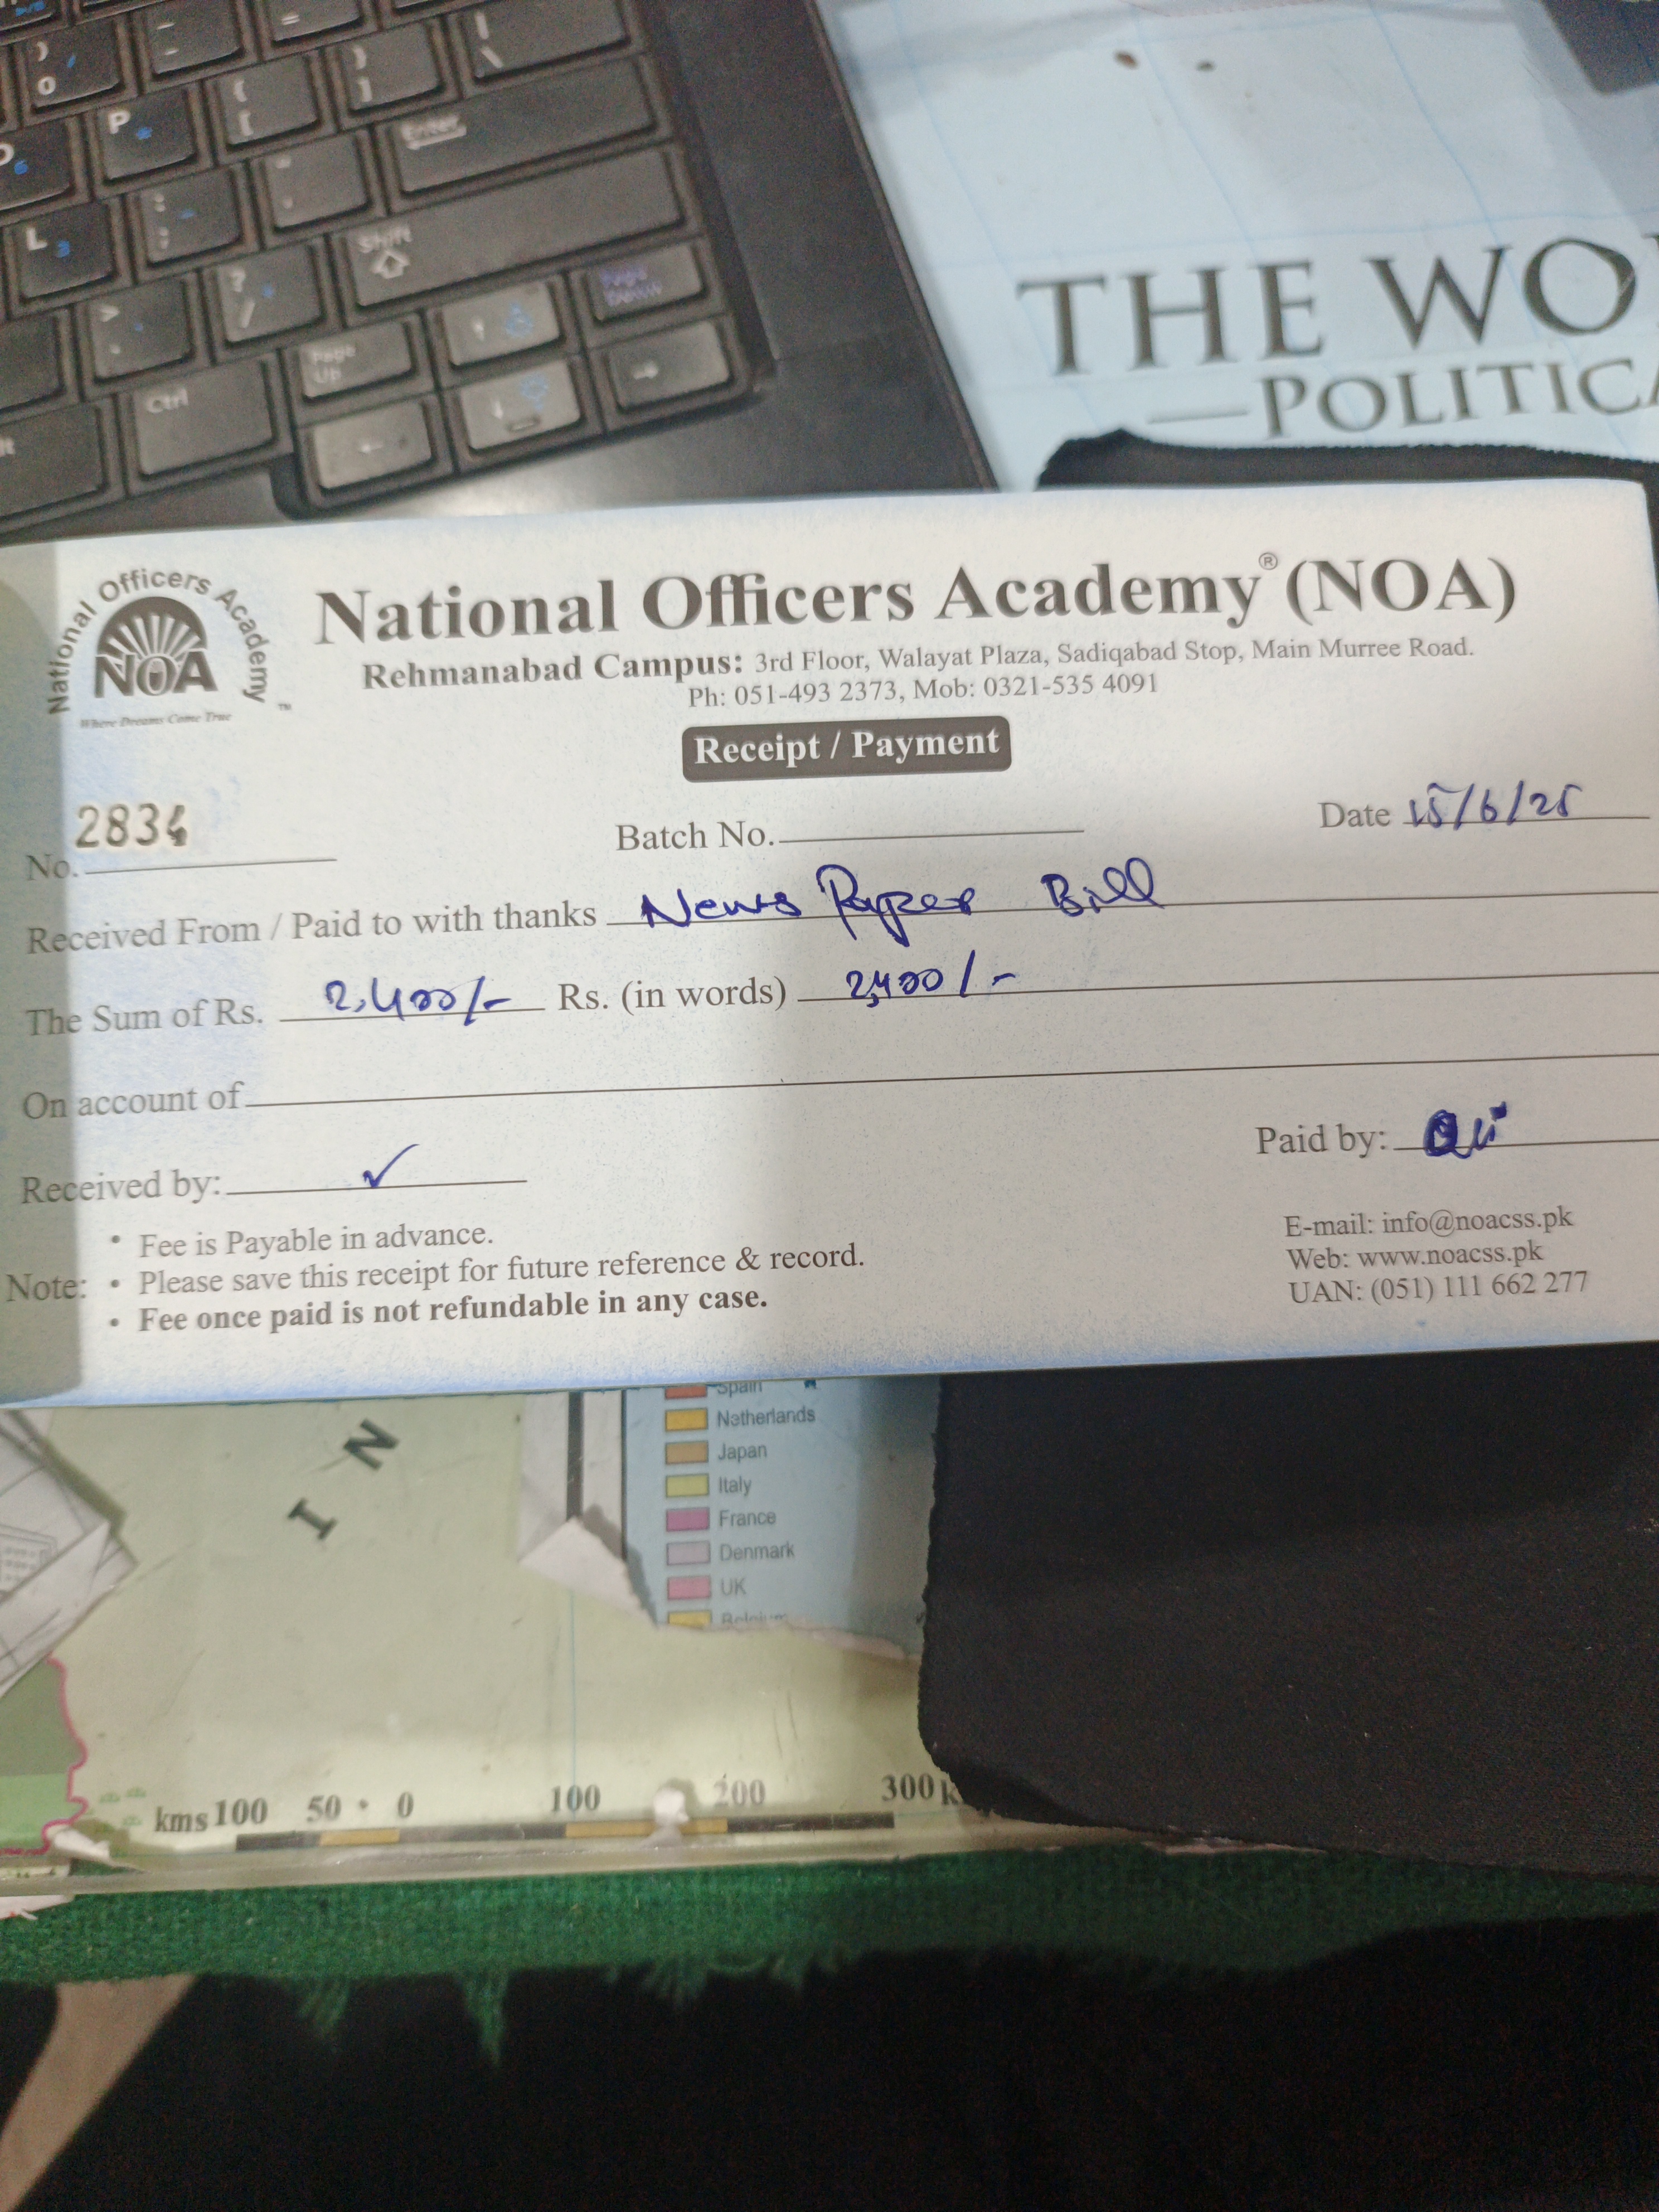 ) 0
P *
{ [
} ]
| \
Enter
L 3
: ;
" '
Shift
> .
? /
Page Up
Page Down
Ctrl
THE WO
POLITICA
National Officers Academy ™
NOA
Where Dreams Come True
National Officers Academy® (NOA)
Rehmanabad Campus: 3rd Floor, Walayat Plaza, Sadiqabad Stop, Main Murree Road.
Ph: 051-493 2373, Mob: 0321-535 4091
Receipt / Payment
No. 2834 Batch No. Date 15/6/25
Received From / Paid to with thanks News Paper Bill
The Sum of Rs. 2,400/- Rs. (in words) 2,400/-
On account of
Received by: ✓ Paid by: Ali
Note:
• Fee is Payable in advance.
• Please save this receipt for future reference & record.
• Fee once paid is not refundable in any case.
E-mail: info@noacss.pk
Web: www.noacss.pk
UAN: (051) 111 662 277
I N
Spain
Netherlands
Japan
Italy
France
Denmark
UK
Belgium
kms 100 50 0 100 200 300 k